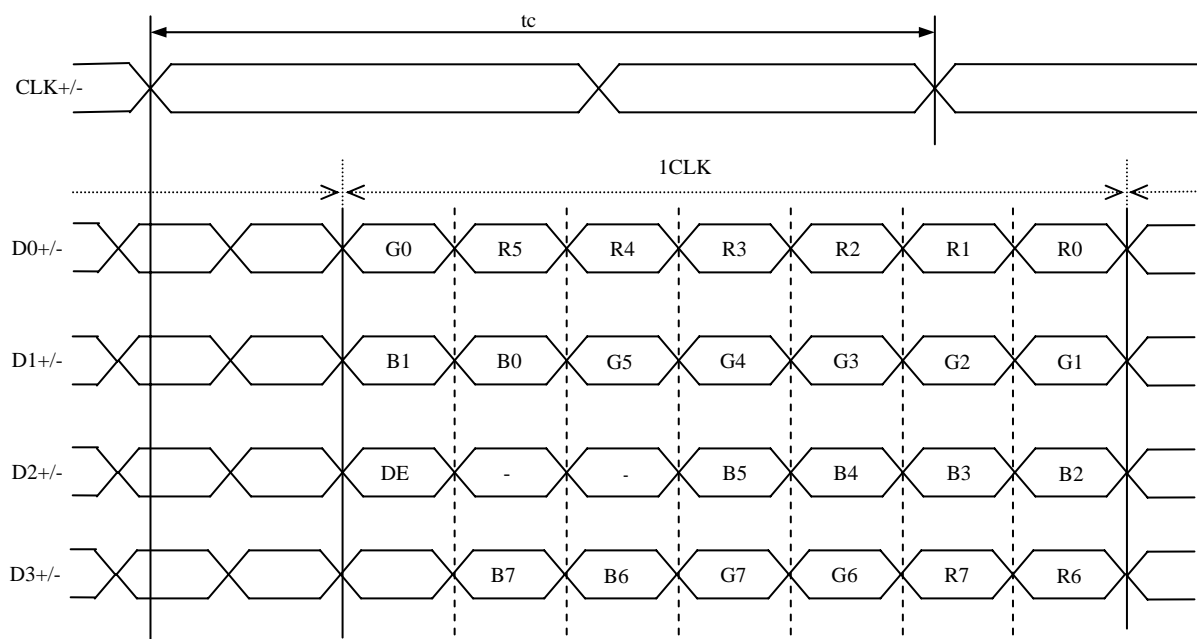 tc
CLK+/-
1CLK
D0+/- G0 R5 R4 R3 R2 R1 R0
D1+/- B1 B0 G5 G4 G3 G2 G1
D2+/- DE - - B5 B4 B3 B2
D3+/- B7 B6 G7 G6 R7 R6